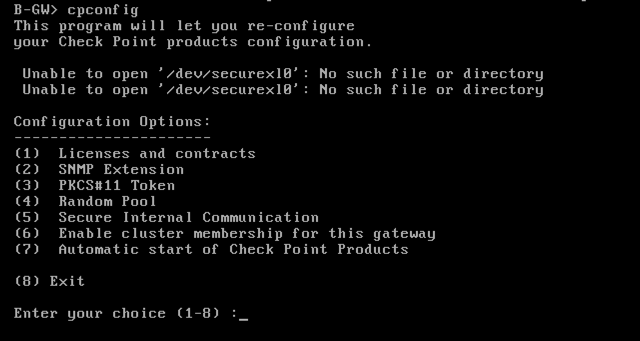 B-GW> cpconfig
This program will let you re-configure
your Check Point products configuration.
Unable to open '/dev/securexl0': No such file or directory
Unable to open '/dev/securexl0': No such file or directory
Configuration Options:
----------------------
(1)  Licenses and contracts
(2)  SNMP Extension
(3)  PKCS#11 Token
(4)  Random Pool
(5)  Secure Internal Communication
(6)  Enable cluster membership for this gateway
(7)  Automatic start of Check Point Products
(8) Exit
Enter your choice (1-8) :_